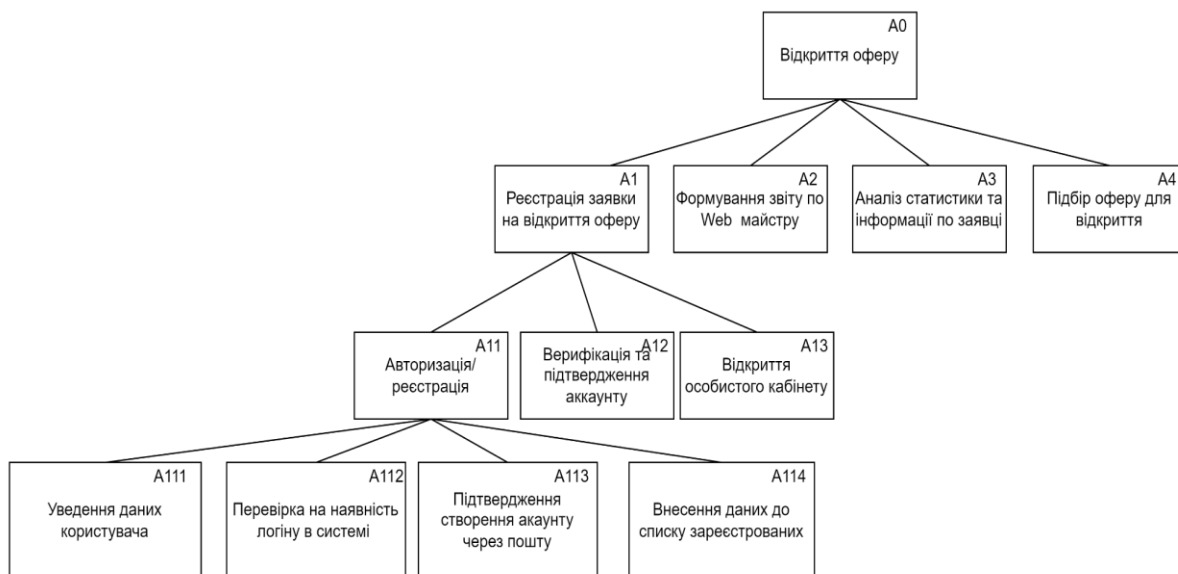 A0
Відкриття оферу
A1
Реєстрація заявки
на відкриття оферу
A2
Формування звіту по
Web майстру
A3
Аналіз статистики та
інформації по заявці
A4
Підбір оферу для
відкриття
A11
Авторизація/
реєстрація
A12
Верифікація та
підтвердження
аккаунту
A13
Відкриття
особистого кабінету
A111
Уведення даних
користувача
A112
Перевірка на наявність
логіну в системі
A113
Підтвердження
створення акаунту
через пошту
A114
Внесення даних до
списку зареєстрованих